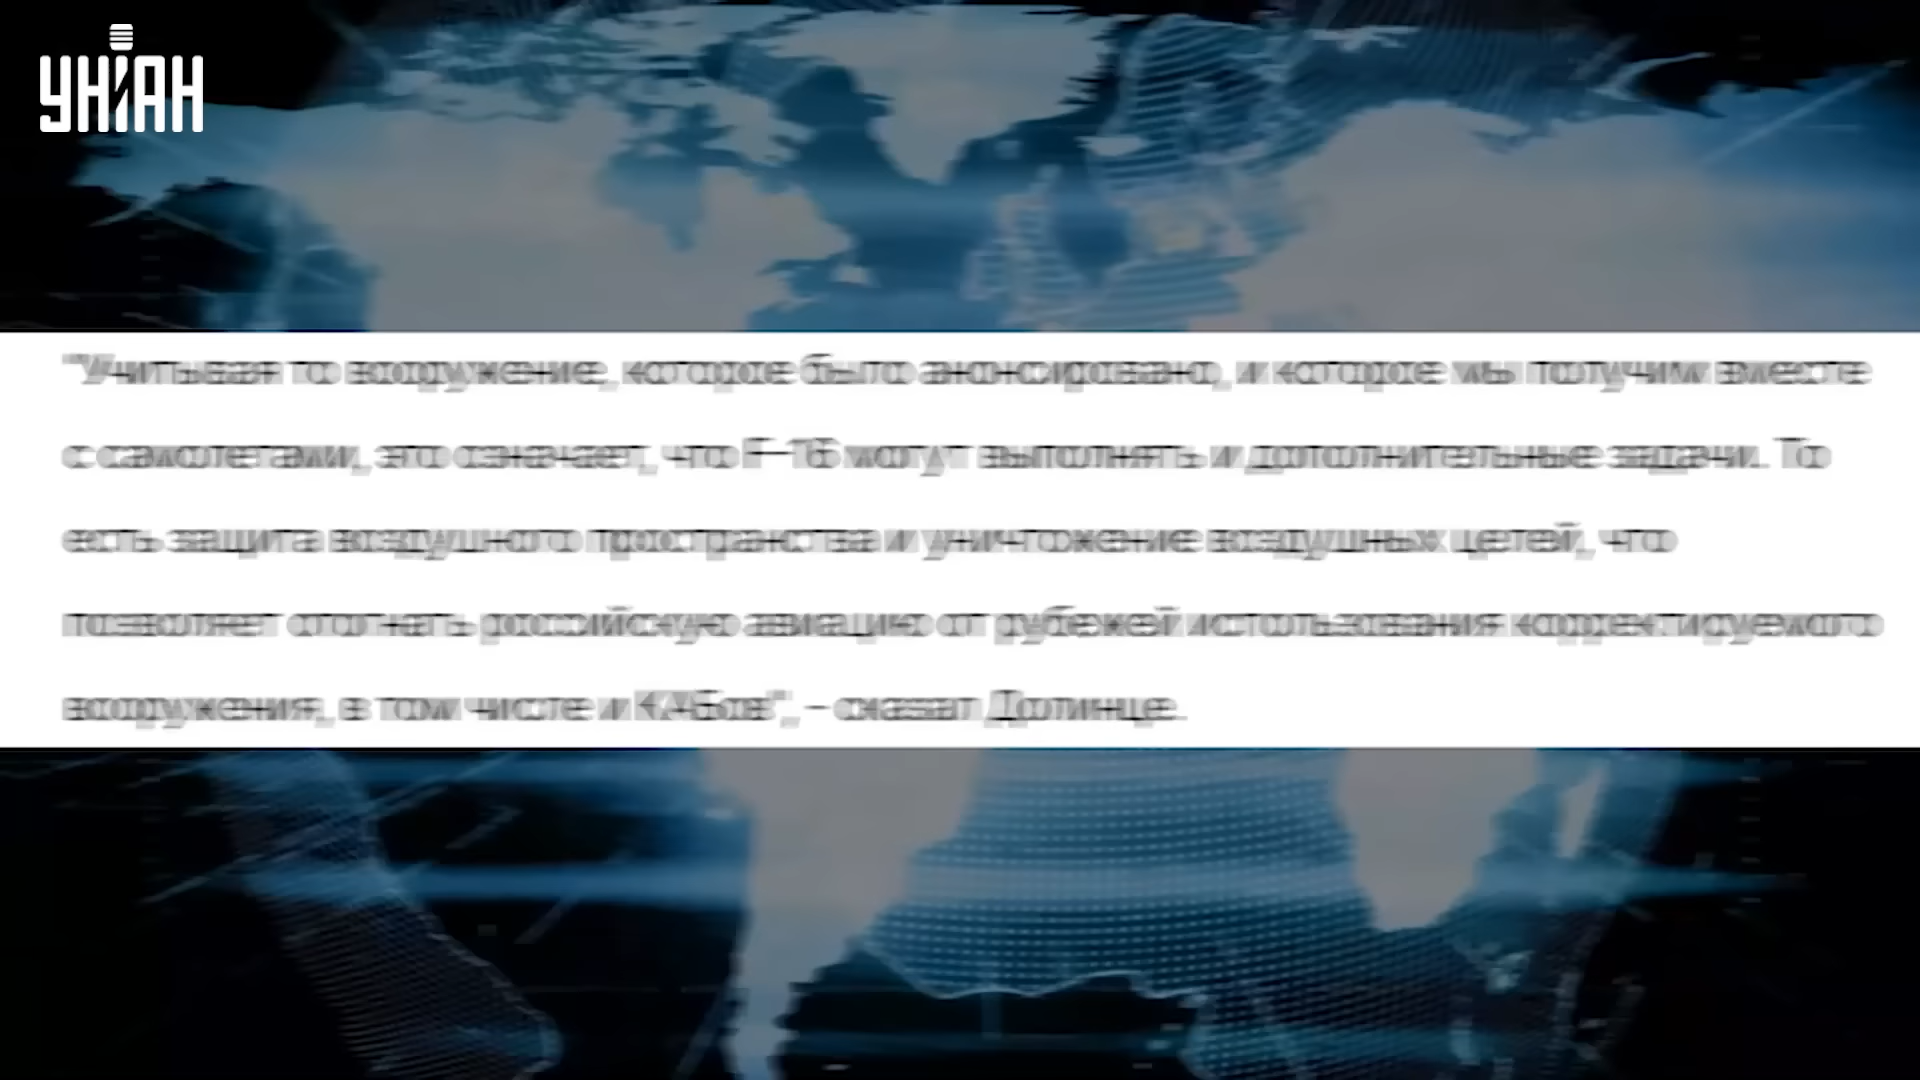 УНІАН
"Учитывая то вооружение, которое было анонсировано, и которое мы получим вместе
с самолетами, это означает, что F-16 могут выполнять и дополнительные задачи. То
есть защита воздушного пространства и уничтожение воздушных целей, что
позволяет отогнать российскую авиацию от рубежей использования корректируемого
вооружения, в том числе и КАБов", – сказал Долинце.